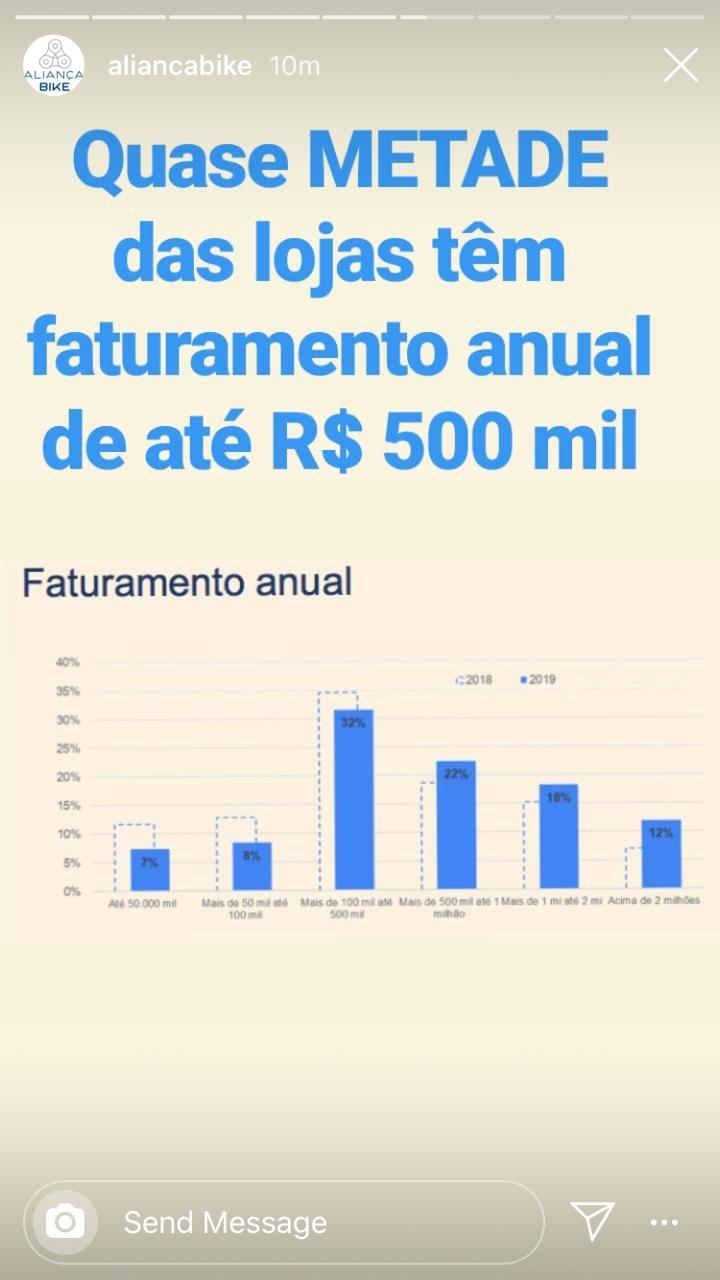 aliancabike 10m
ALIANÇA
BIKE
Quase METADE
das lojas têm
faturamento anual
de até R$ 500 mil
Faturamento anual
2018 2019
40%
35%
30%
25%
20%
15%
10%
5%
0%
7%
8%
32%
22%
18%
12%
Até 50.000 mil
Mais de 50 mil até
100 mil
Mais de 100 mil até
500 mil
Mais de 500 mil até 1
milhão
Mais de 1 mi até 2 mi
Acima de 2 milhões
Send Message